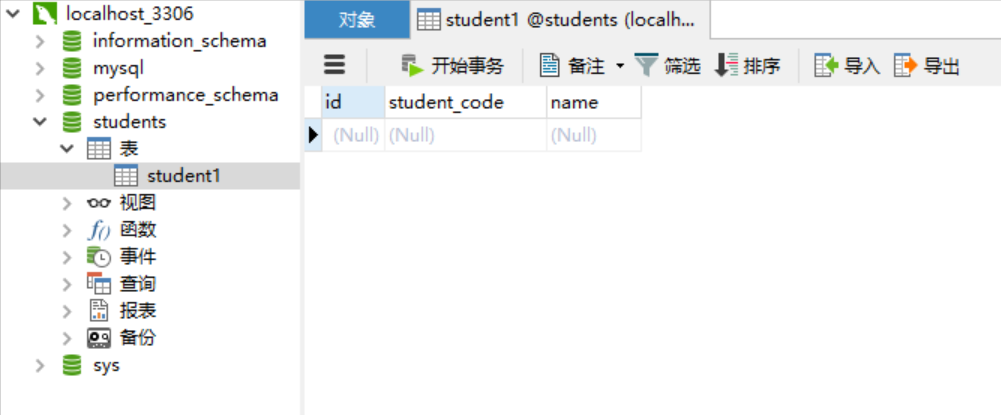 localhost_3306
information_schema
mysql
performance_schema
students
表
student1
视图
f()
函数
事件
查询
报表
备份
sys
对象
student1 @students (localh...
开始事务 备注 筛选 排序 导入 导出
id student_code name
(Null) (Null) (Null)